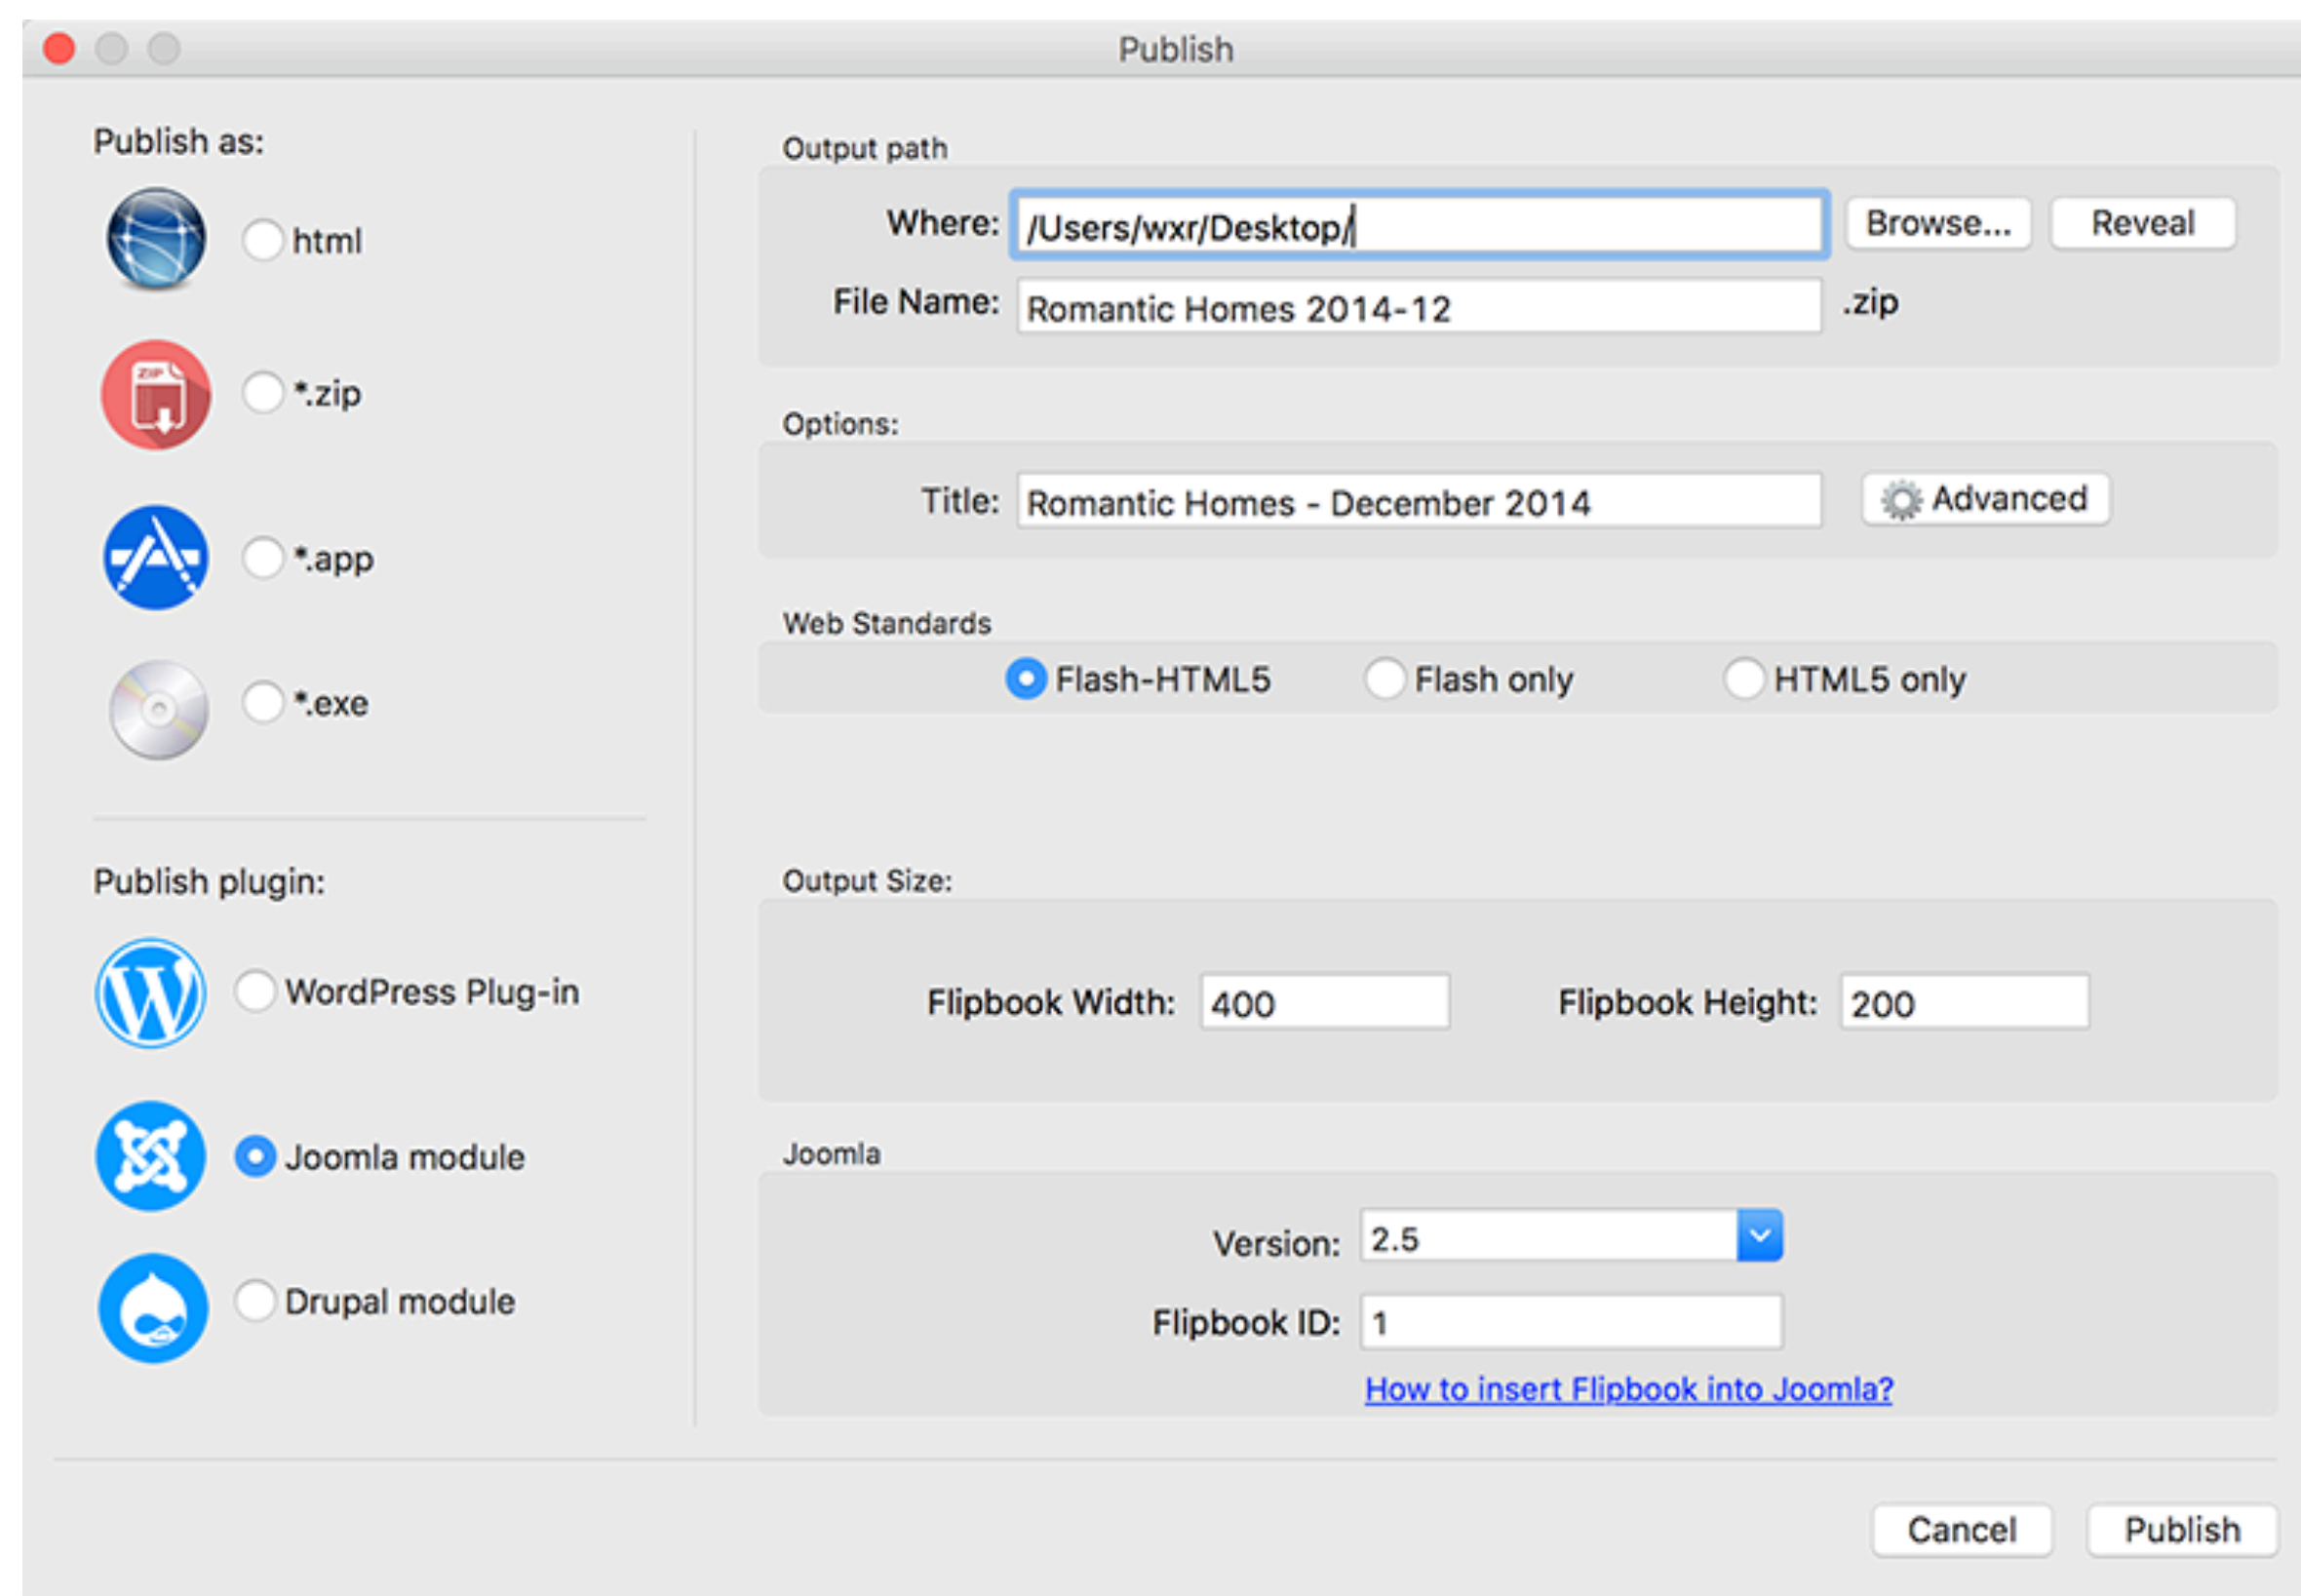 Publish
Publish as:
html
ZIP
*.zip
*.app
*.exe
Publish plugin:
WordPress Plug-in
Joomla module
Drupal module
Output path
Where: /Users/wxr/Desktop/ Browse... Reveal
File Name: Romantic Homes 2014-12 .zip
Options:
Title: Romantic Homes - December 2014 Advanced
Web Standards
Flash-HTML5 Flash only HTML5 only
Output Size:
Flipbook Width: 400 Flipbook Height: 200
Joomla
Version: 2.5
Flipbook ID: 1
How to insert Flipbook into Joomla?
Cancel Publish